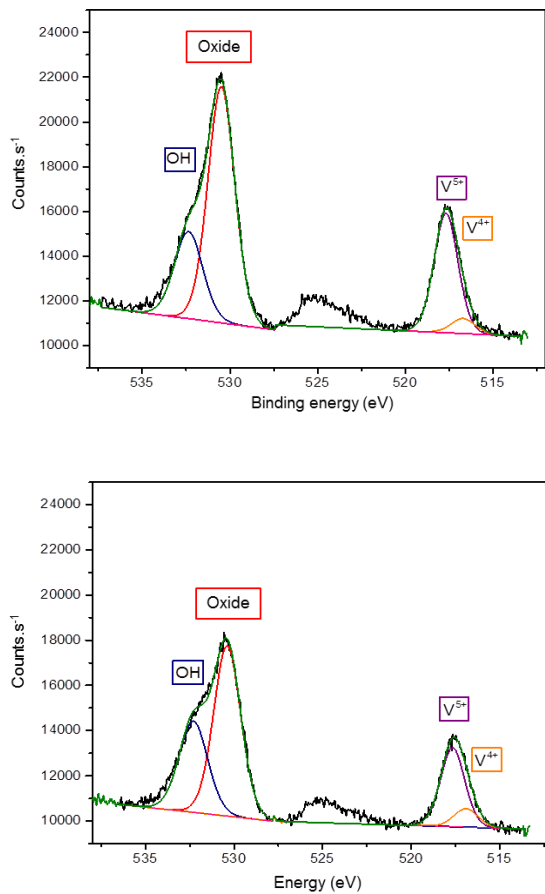 Oxide
OH
V⁵⁺
V⁴⁺
Counts.s⁻¹
24000
22000
20000
18000
16000
14000
12000
10000
535
530
525
520
515
Binding energy (eV)
Oxide
OH
V⁵⁺
V⁴⁺
Counts.s⁻¹
24000
22000
20000
18000
16000
14000
12000
10000
535
530
525
520
515
Energy (eV)